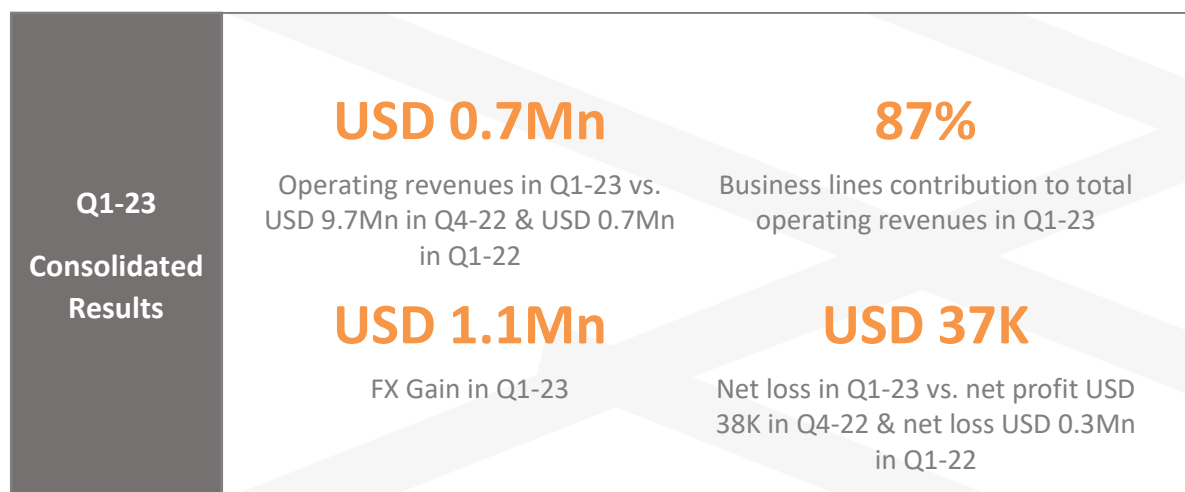 Q1-23
Consolidated
Results
USD 0.7Mn
Operating revenues in Q1-23 vs.
USD 9.7Mn in Q4-22 & USD 0.7Mn
in Q1-22
87%
Business lines contribution to total
operating revenues in Q1-23
USD 1.1Mn
FX Gain in Q1-23
USD 37K
Net loss in Q1-23 vs. net profit USD
38K in Q4-22 & net loss USD 0.3Mn
in Q1-22